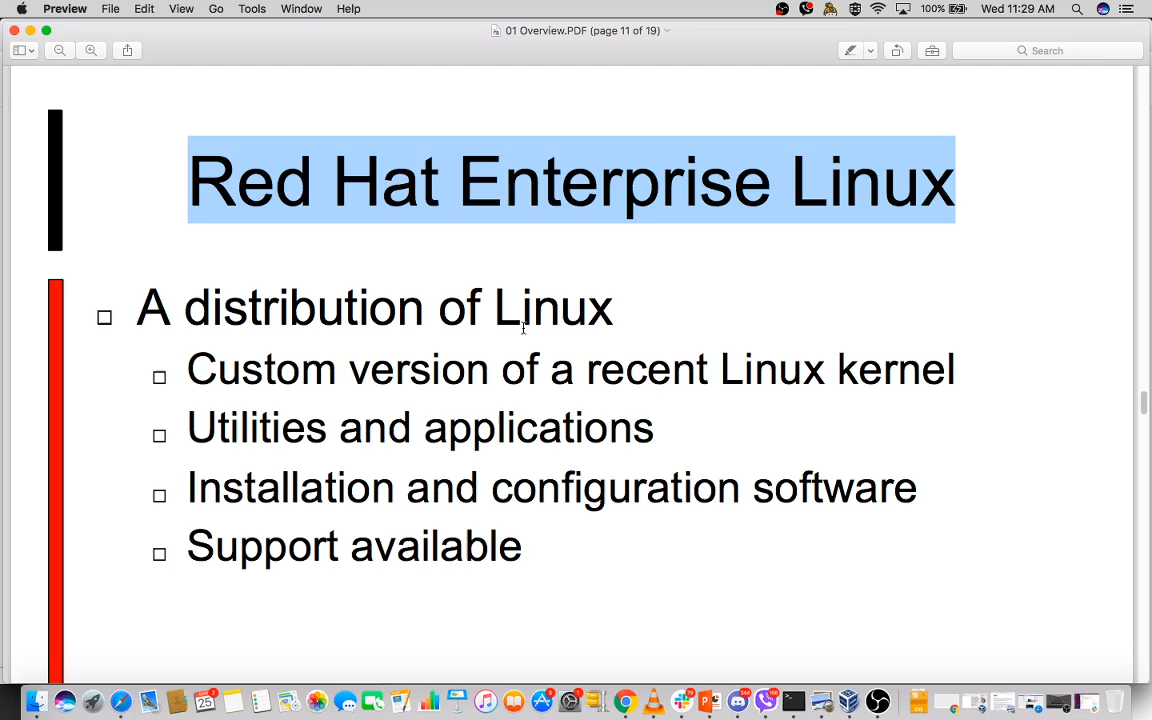 Preview File Edit View Go Tools Window Help 100% Wed 11:29 AM
01 Overview.PDF (page 11 of 19)
Search
Red Hat Enterprise Linux
A distribution of Linux
Custom version of a recent Linux kernel
Utilities and applications
Installation and configuration software
Support available